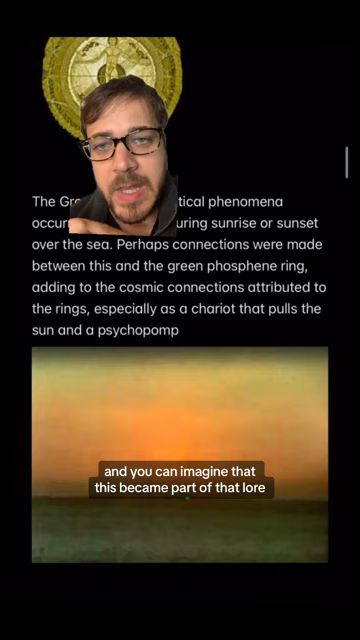 The Gr tical phenomena
occur uring sunrise or sunset
over the sea. Perhaps connections were made
between this and the green phosphene ring,
adding to the cosmic connections attributed to
the rings, especially as a chariot that pulls the
sun and a psychopomp
and you can imagine that
this became part of that lore